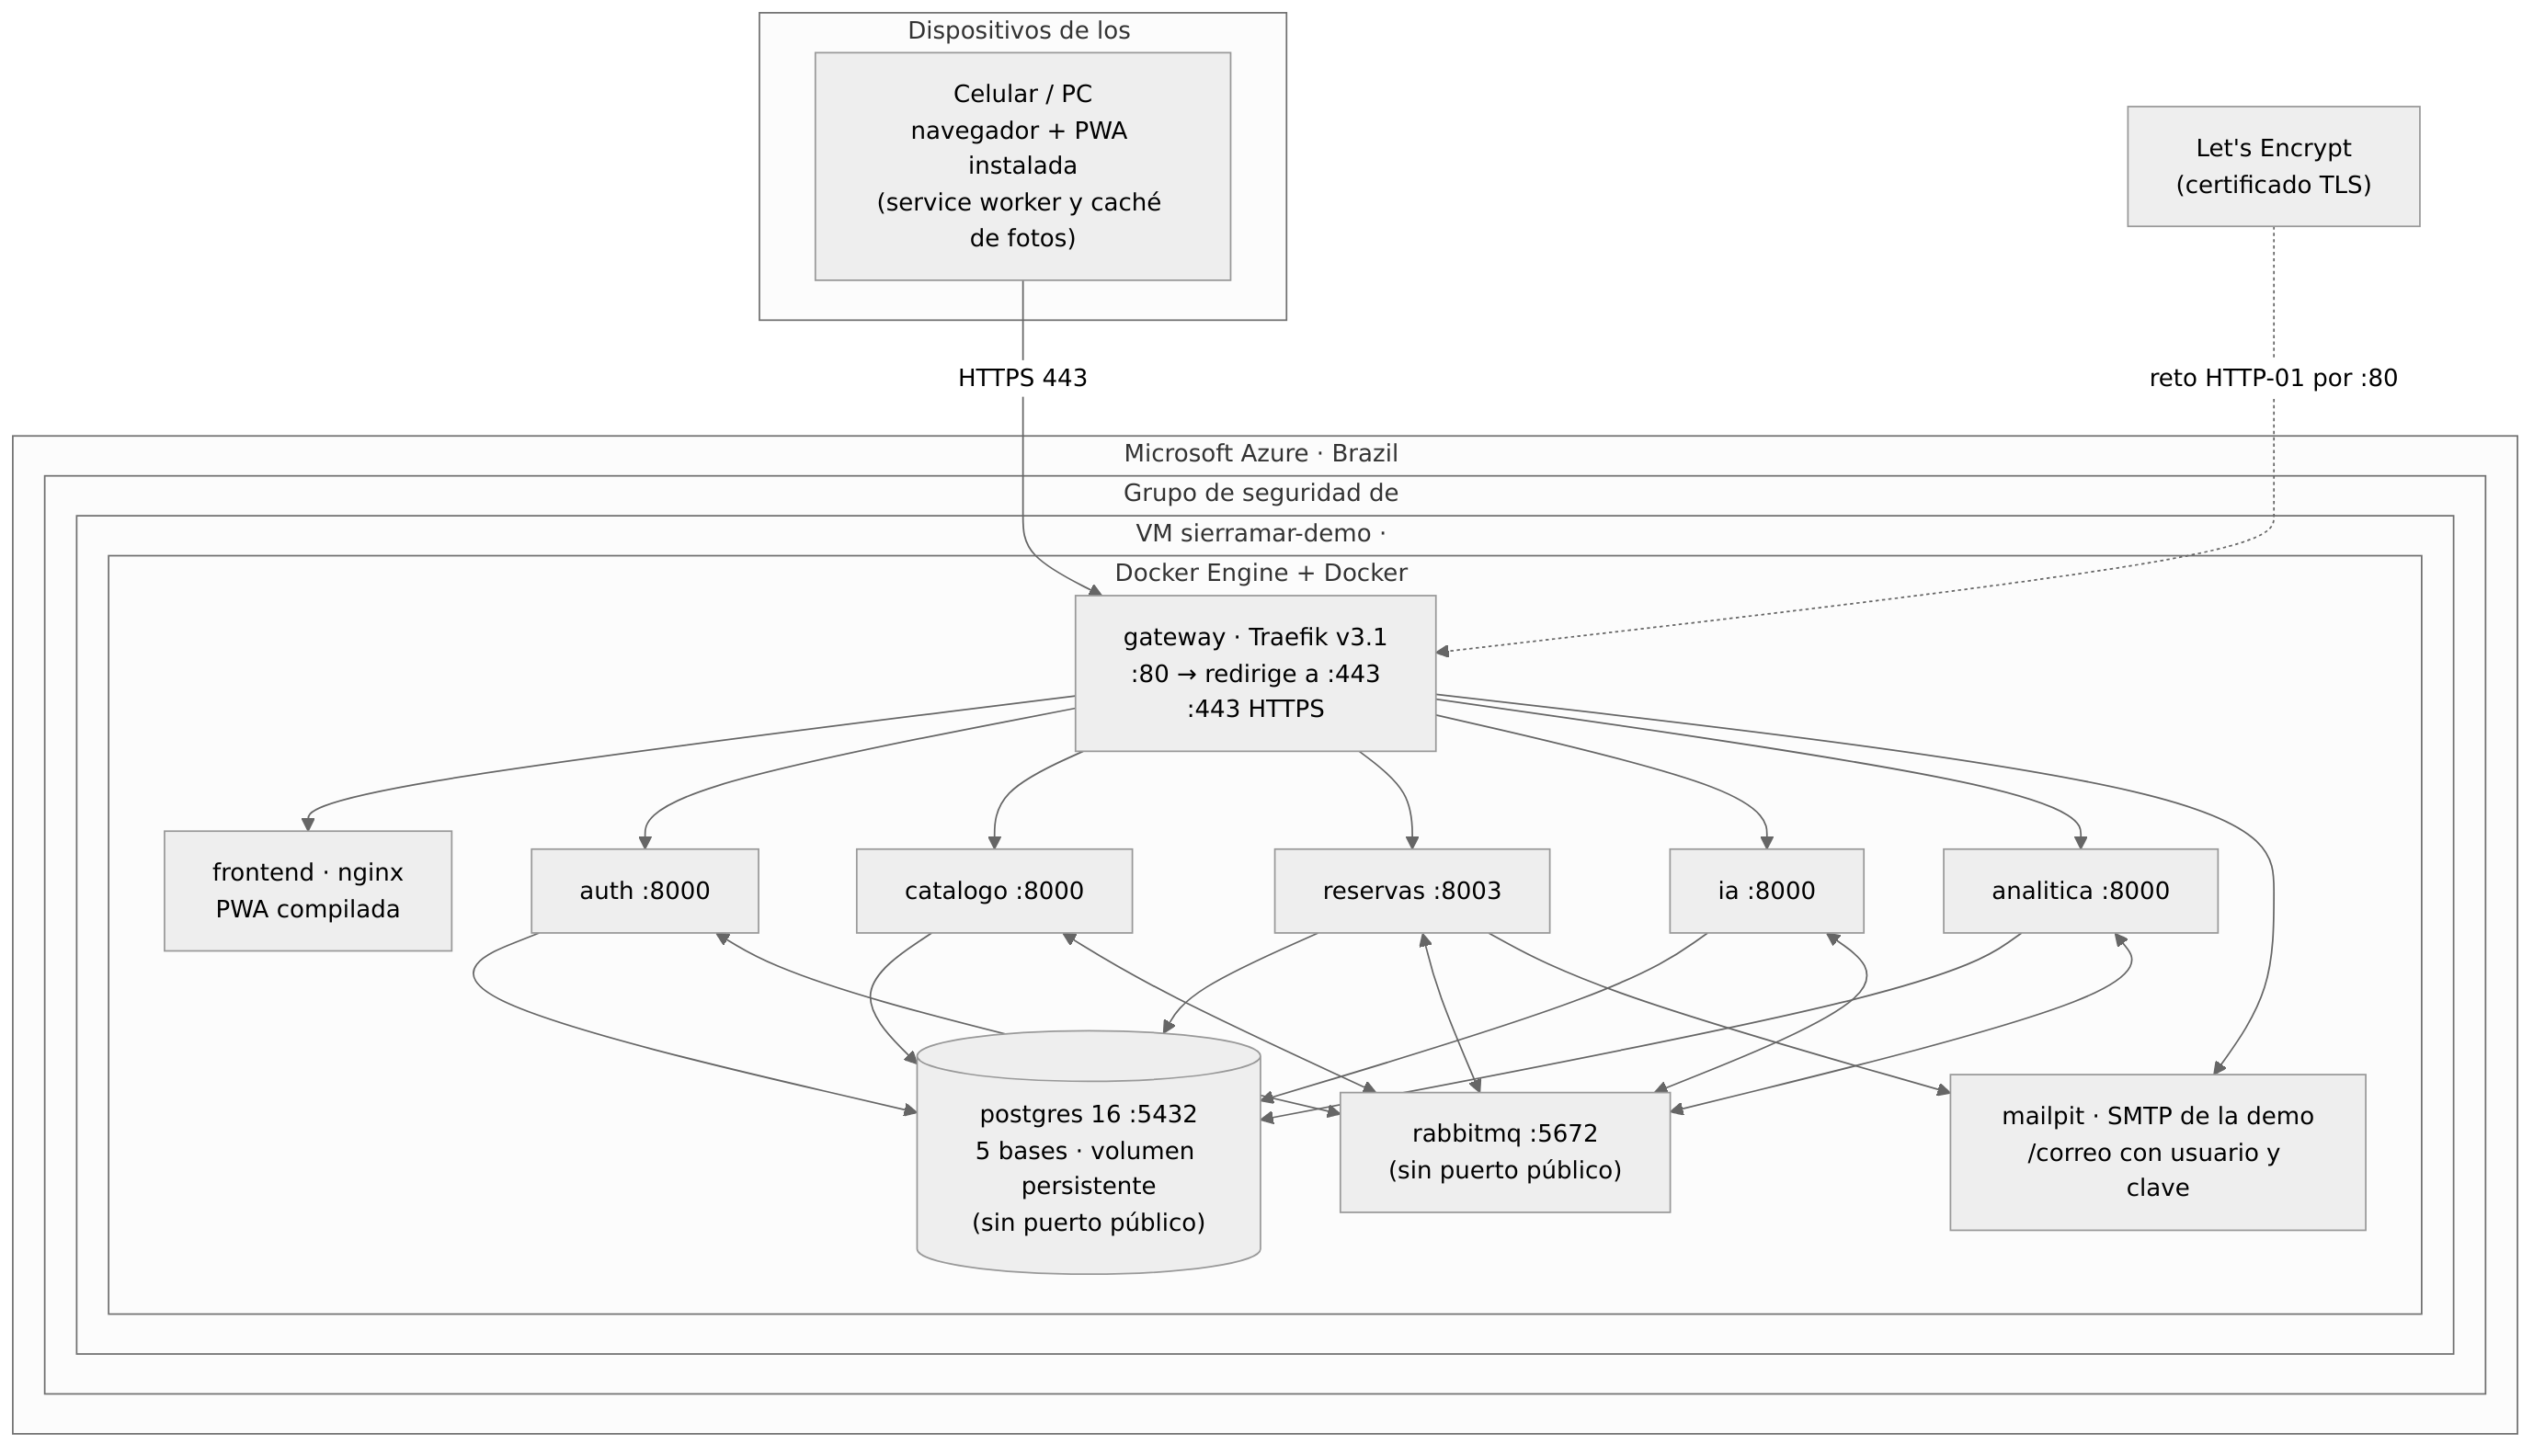 Dispositivos de los
Celular / PC
navegador + PWA
instalada
(service worker y caché
de fotos)
Let's Encrypt
(certificado TLS)
HTTPS 443
reto HTTP-01 por :80
Microsoft Azure · Brazil
Grupo de seguridad de
VM sierramar-demo ·
Docker Engine + Docker
gateway · Traefik v3.1
:80 → redirige a :443
:443 HTTPS
frontend · nginx
PWA compilada
auth :8000
catalogo :8000
reservas :8003
ia :8000
analitica :8000
postgres 16 :5432
5 bases · volumen
persistente
(sin puerto público)
rabbitmq :5672
(sin puerto público)
mailpit · SMTP de la demo
/correo con usuario y
clave